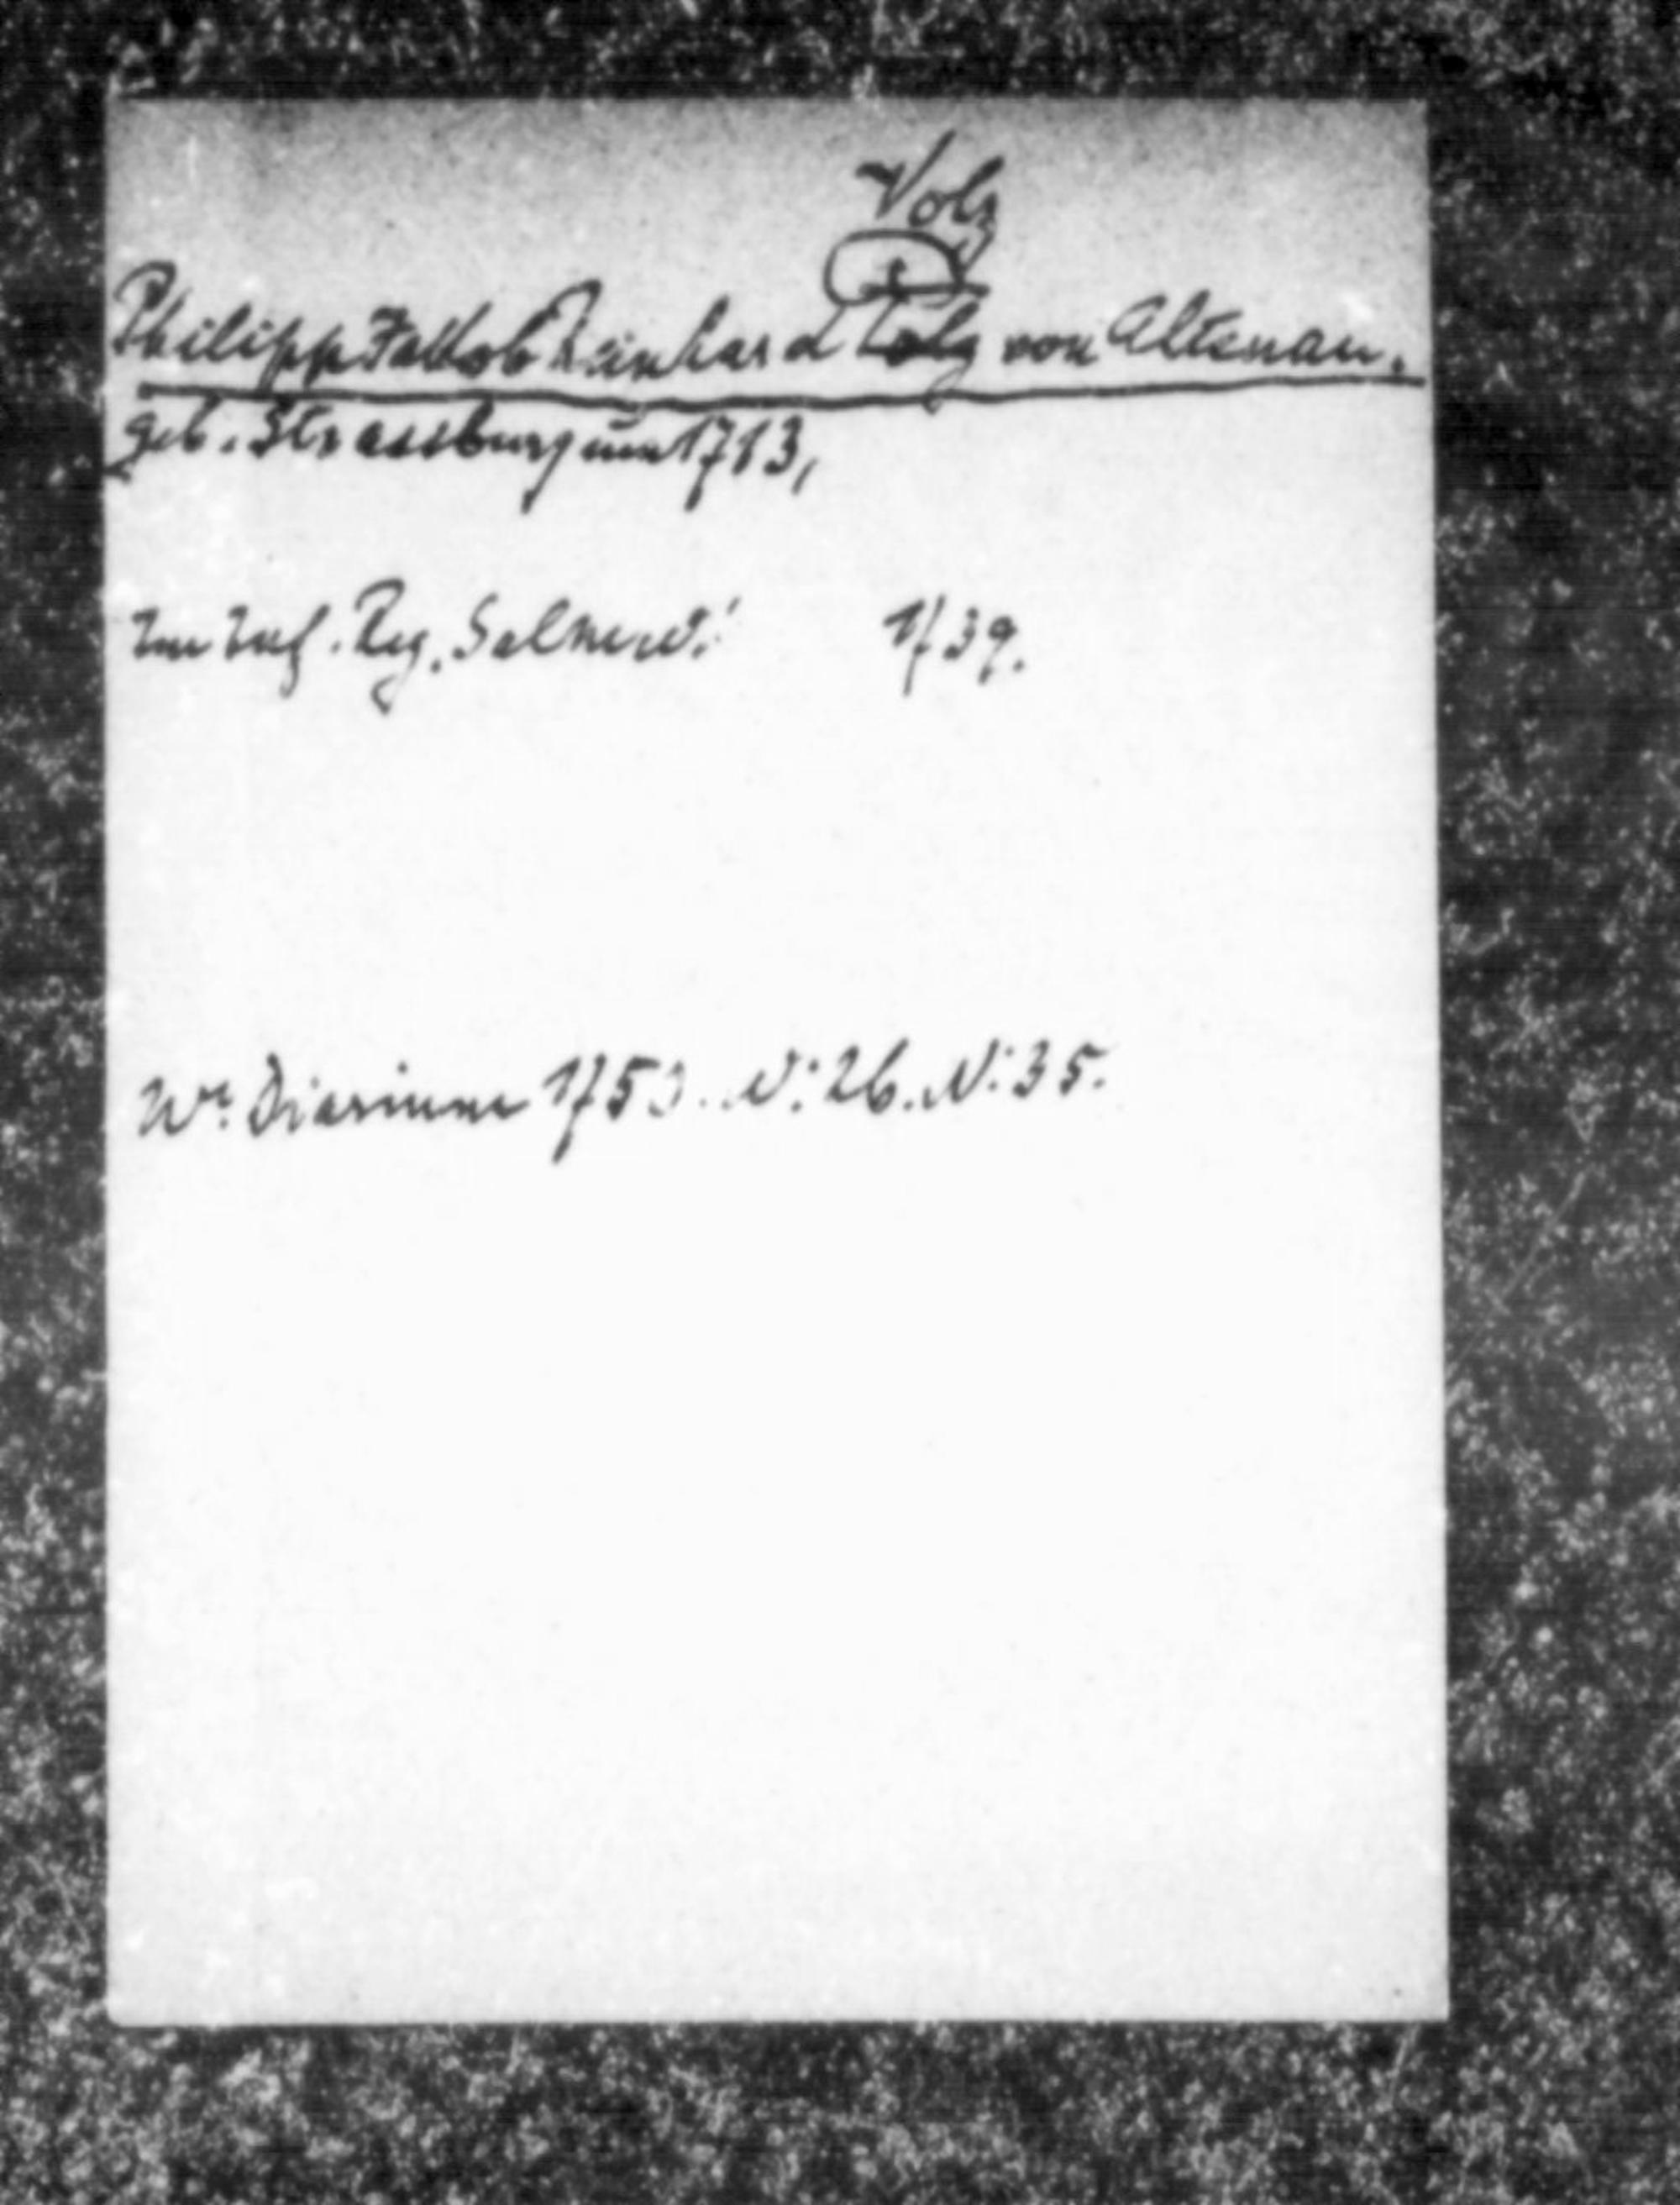 Volz
Philipp Jakob Reinhard Volz von Altenau.
geb. Strassburg um 1713,
Im Inf. Reg. 1739.
Wr. Diarium 1753. N: 26. N: 35.